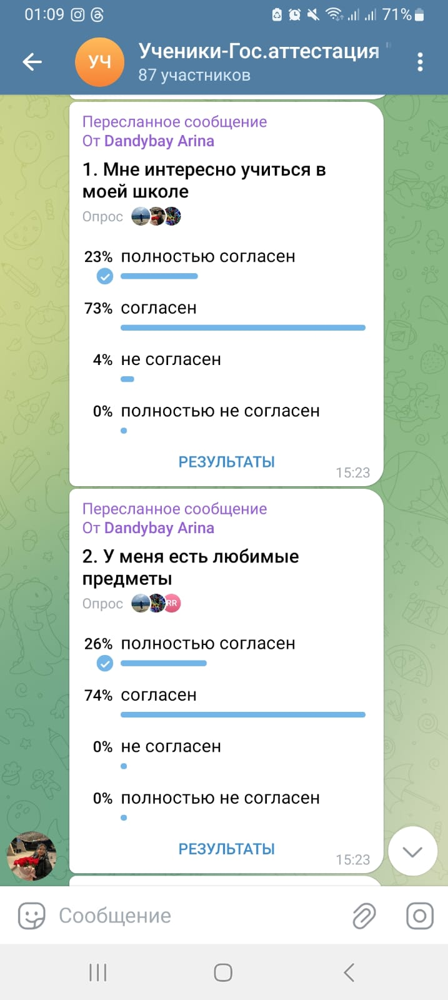 01:09 71%
УЧ
Ученики-Гос.аттестация "
87 участников
Пересланное сообщение
От Dandybay Arina
1. Мне интересно учиться в
моей школе
Опрос
23% полностью согласен
73% согласен
4% не согласен
0% полностью не согласен
РЕЗУЛЬТАТЫ
15:23
Пересланное сообщение
От Dandybay Arina
2. У меня есть любимые
предметы
Опрос RR
26% полностью согласен
74% согласен
0% не согласен
0% полностью не согласен
РЕЗУЛЬТАТЫ
15:23
Сообщение